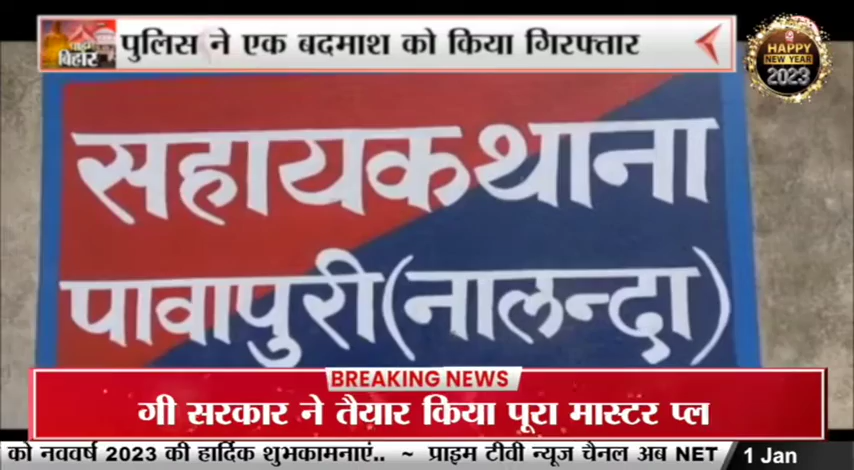 पुलिस ने एक बदमाश को किया गिरफ्तार
बिहार
HAPPY
NEW YEAR
2023
सहायक थाना
पावापुरी (नालन्दा)
BREAKING NEWS
गी सरकार ने तैयार किया पूरा मास्टर प्ल
को नववर्ष 2023 की हार्दिक शुभकामनाएं.. ~ प्राइम टीवी न्यूज चैनल अब NET
1 Jan